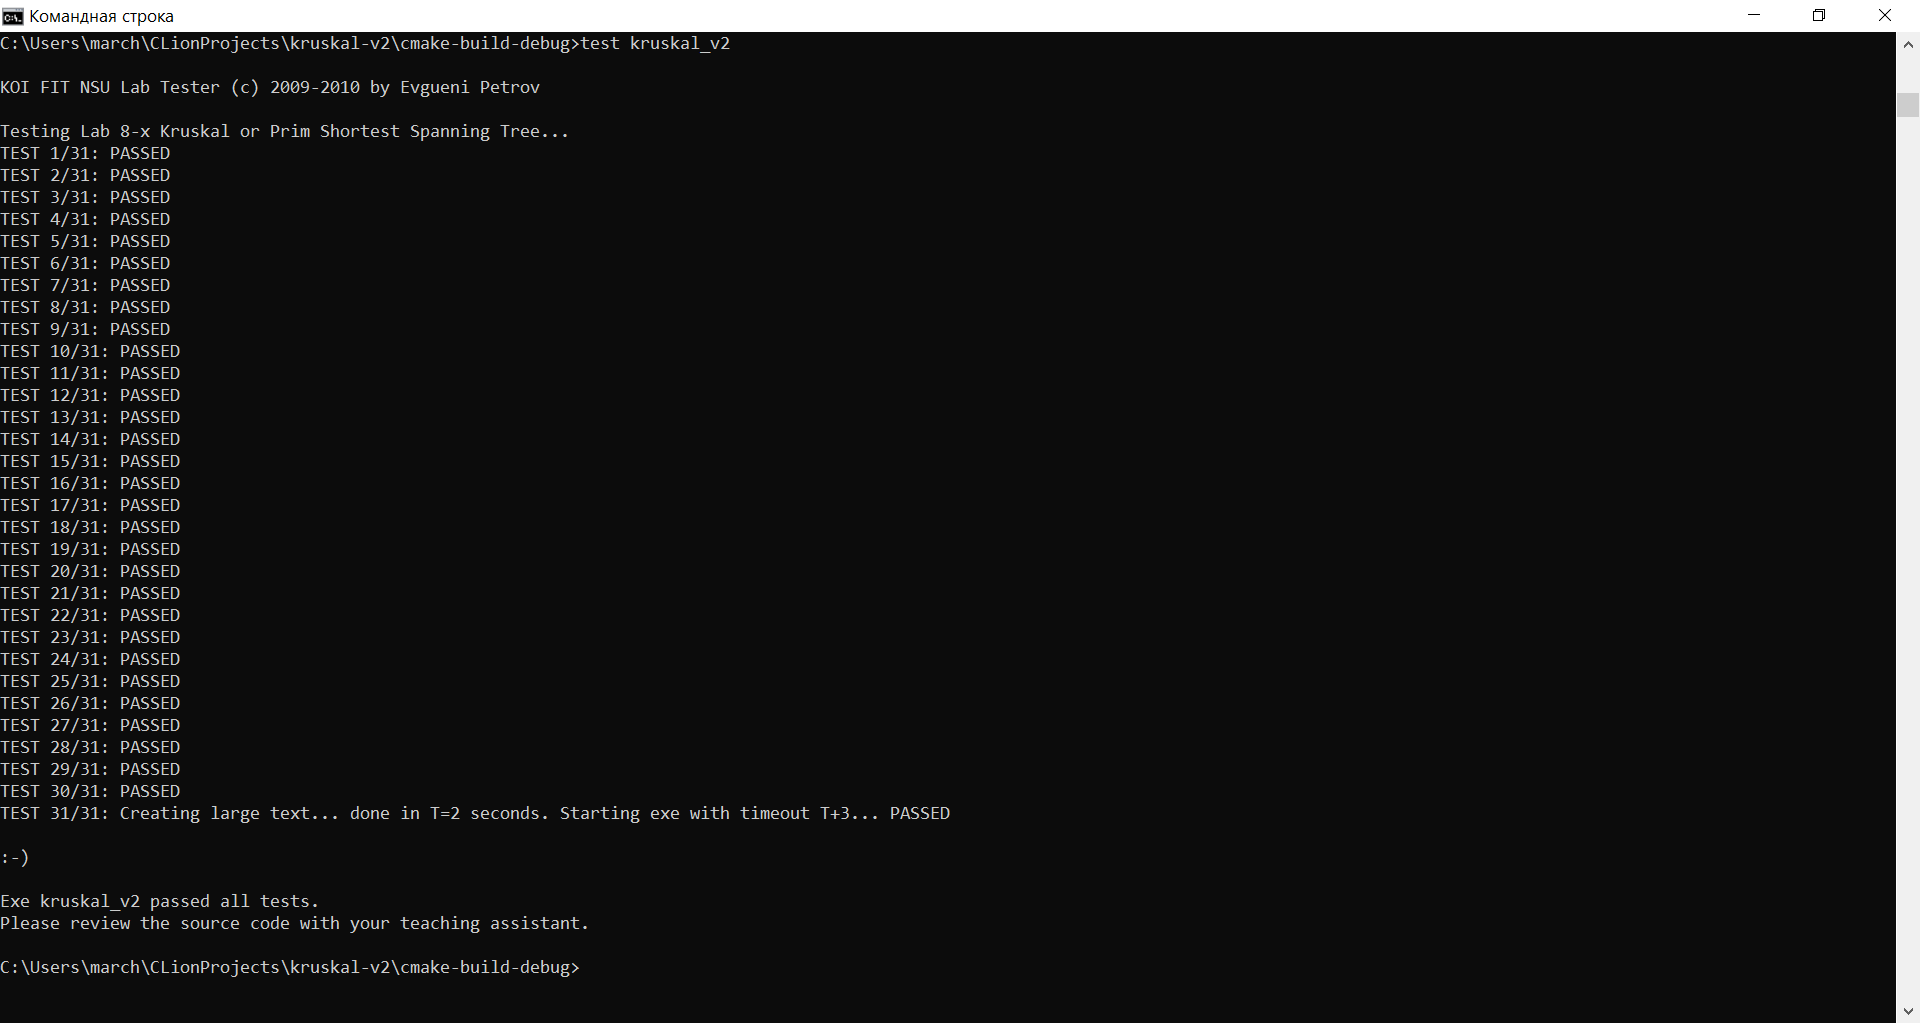 Командная строка
C:\Users\march\CLionProjects\kruskal-v2\cmake-build-debug>test kruskal_v2
KOI FIT NSU Lab Tester (c) 2009-2010 by Evgueni Petrov
Testing Lab 8-x Kruskal or Prim Shortest Spanning Tree...
TEST 1/31: PASSED
TEST 2/31: PASSED
TEST 3/31: PASSED
TEST 4/31: PASSED
TEST 5/31: PASSED
TEST 6/31: PASSED
TEST 7/31: PASSED
TEST 8/31: PASSED
TEST 9/31: PASSED
TEST 10/31: PASSED
TEST 11/31: PASSED
TEST 12/31: PASSED
TEST 13/31: PASSED
TEST 14/31: PASSED
TEST 15/31: PASSED
TEST 16/31: PASSED
TEST 17/31: PASSED
TEST 18/31: PASSED
TEST 19/31: PASSED
TEST 20/31: PASSED
TEST 21/31: PASSED
TEST 22/31: PASSED
TEST 23/31: PASSED
TEST 24/31: PASSED
TEST 25/31: PASSED
TEST 26/31: PASSED
TEST 27/31: PASSED
TEST 28/31: PASSED
TEST 29/31: PASSED
TEST 30/31: PASSED
TEST 31/31: Creating large text... done in T=2 seconds. Starting exe with timeout T+3... PASSED
:-)
Exe kruskal_v2 passed all tests.
Please review the source code with your teaching assistant.
C:\Users\march\CLionProjects\kruskal-v2\cmake-build-debug>